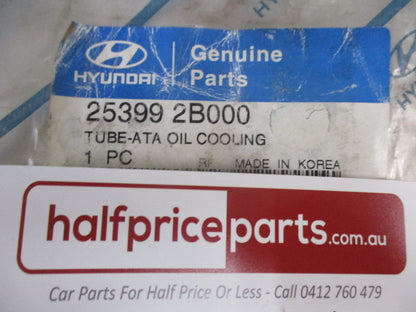 HYUNDAI
Genuine
Parts
25399 2B000
TUBE-ATA OIL COOLING
1 PC RF MADE IN KOREA
halfpriceparts.com.au
Car Parts For Half Price Or Less - Call 0412 760 479